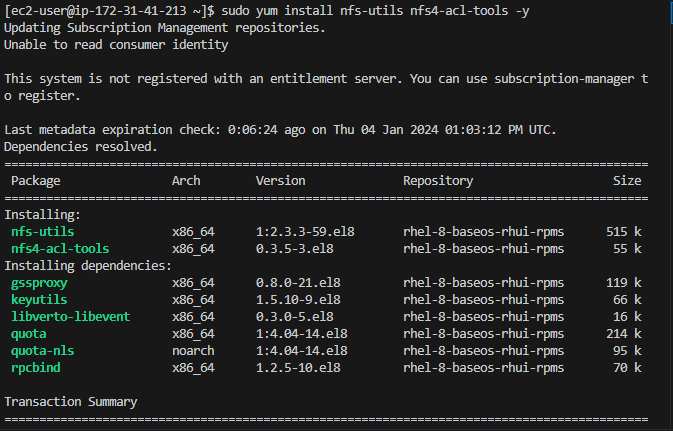 [ec2-user@ip-172-31-41-213 ~]$ sudo yum install nfs-utils nfs4-acl-tools -y
Updating Subscription Management repositories.
Unable to read consumer identity

This system is not registered with an entitlement server. You can use subscription-manager t
o register.

Last metadata expiration check: 0:06:24 ago on Thu 04 Jan 2024 01:03:12 PM UTC.
Dependencies resolved.
============================================================================================
 Package                Arch        Version              Repository                     Size
============================================================================================
Installing:
 nfs-utils              x86_64      1:2.3.3-59.el8       rhel-8-baseos-rhui-rpms       515 k
 nfs4-acl-tools         x86_64      0.3.5-3.el8          rhel-8-baseos-rhui-rpms        55 k
Installing dependencies:
 gssproxy               x86_64      0.8.0-21.el8         rhel-8-baseos-rhui-rpms       119 k
 keyutils               x86_64      1.5.10-9.el8         rhel-8-baseos-rhui-rpms        66 k
 libverto-libevent      x86_64      0.3.0-5.el8          rhel-8-baseos-rhui-rpms        16 k
 quota                  x86_64      1:4.04-14.el8        rhel-8-baseos-rhui-rpms       214 k
 quota-nls              noarch      1:4.04-14.el8        rhel-8-baseos-rhui-rpms        95 k
 rpcbind                x86_64      1.2.5-10.el8         rhel-8-baseos-rhui-rpms        70 k

Transaction Summary
============================================================================================